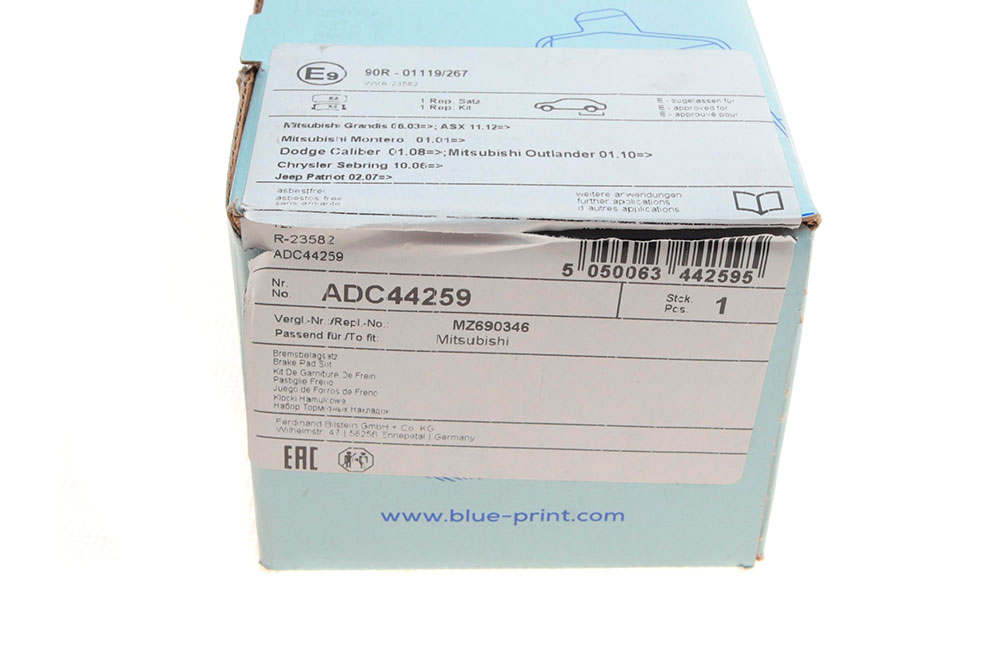 E9 90R - 01119/267
WVA 23582
X2 1 Rep. Satz E - zugelassen für
X2 1 Rep. Kit E - approved for
E - approuvé pour
Mitsubishi Grandis 06.03=>; ASX 11.12=>
Mitsubishi Montero 01.01=>
Dodge Caliber 01.08=>;Mitsubishi Outlander 01.10=>
Chrysler Sebring 10.06=>
Jeep Patriot 02.07=>
asbestfrei weitere anwendungen
asbestos free further applications
sans amiante d'autres applications
R-23582
ADC44259
5 050063 442595
Nr.
No. ADC44259 Stck.
Pcs. 1
Vergl.-Nr.:/Repl.-No.: MZ690346
Passend für /To fit: Mitsubishi
Bremsbelagsatz
Brake Pad Set
Kit De Garniture De Frein
Pastiglie Freno
Juego de Forros de Freno
Klocki Hamulcowe
Набор Тормозных Накладок
Ferdinand Bilstein GmbH + Co. KG
Wilhelmstr. 47 | 58256 Ennepetal | Germany
EAC
www.blue-print.com